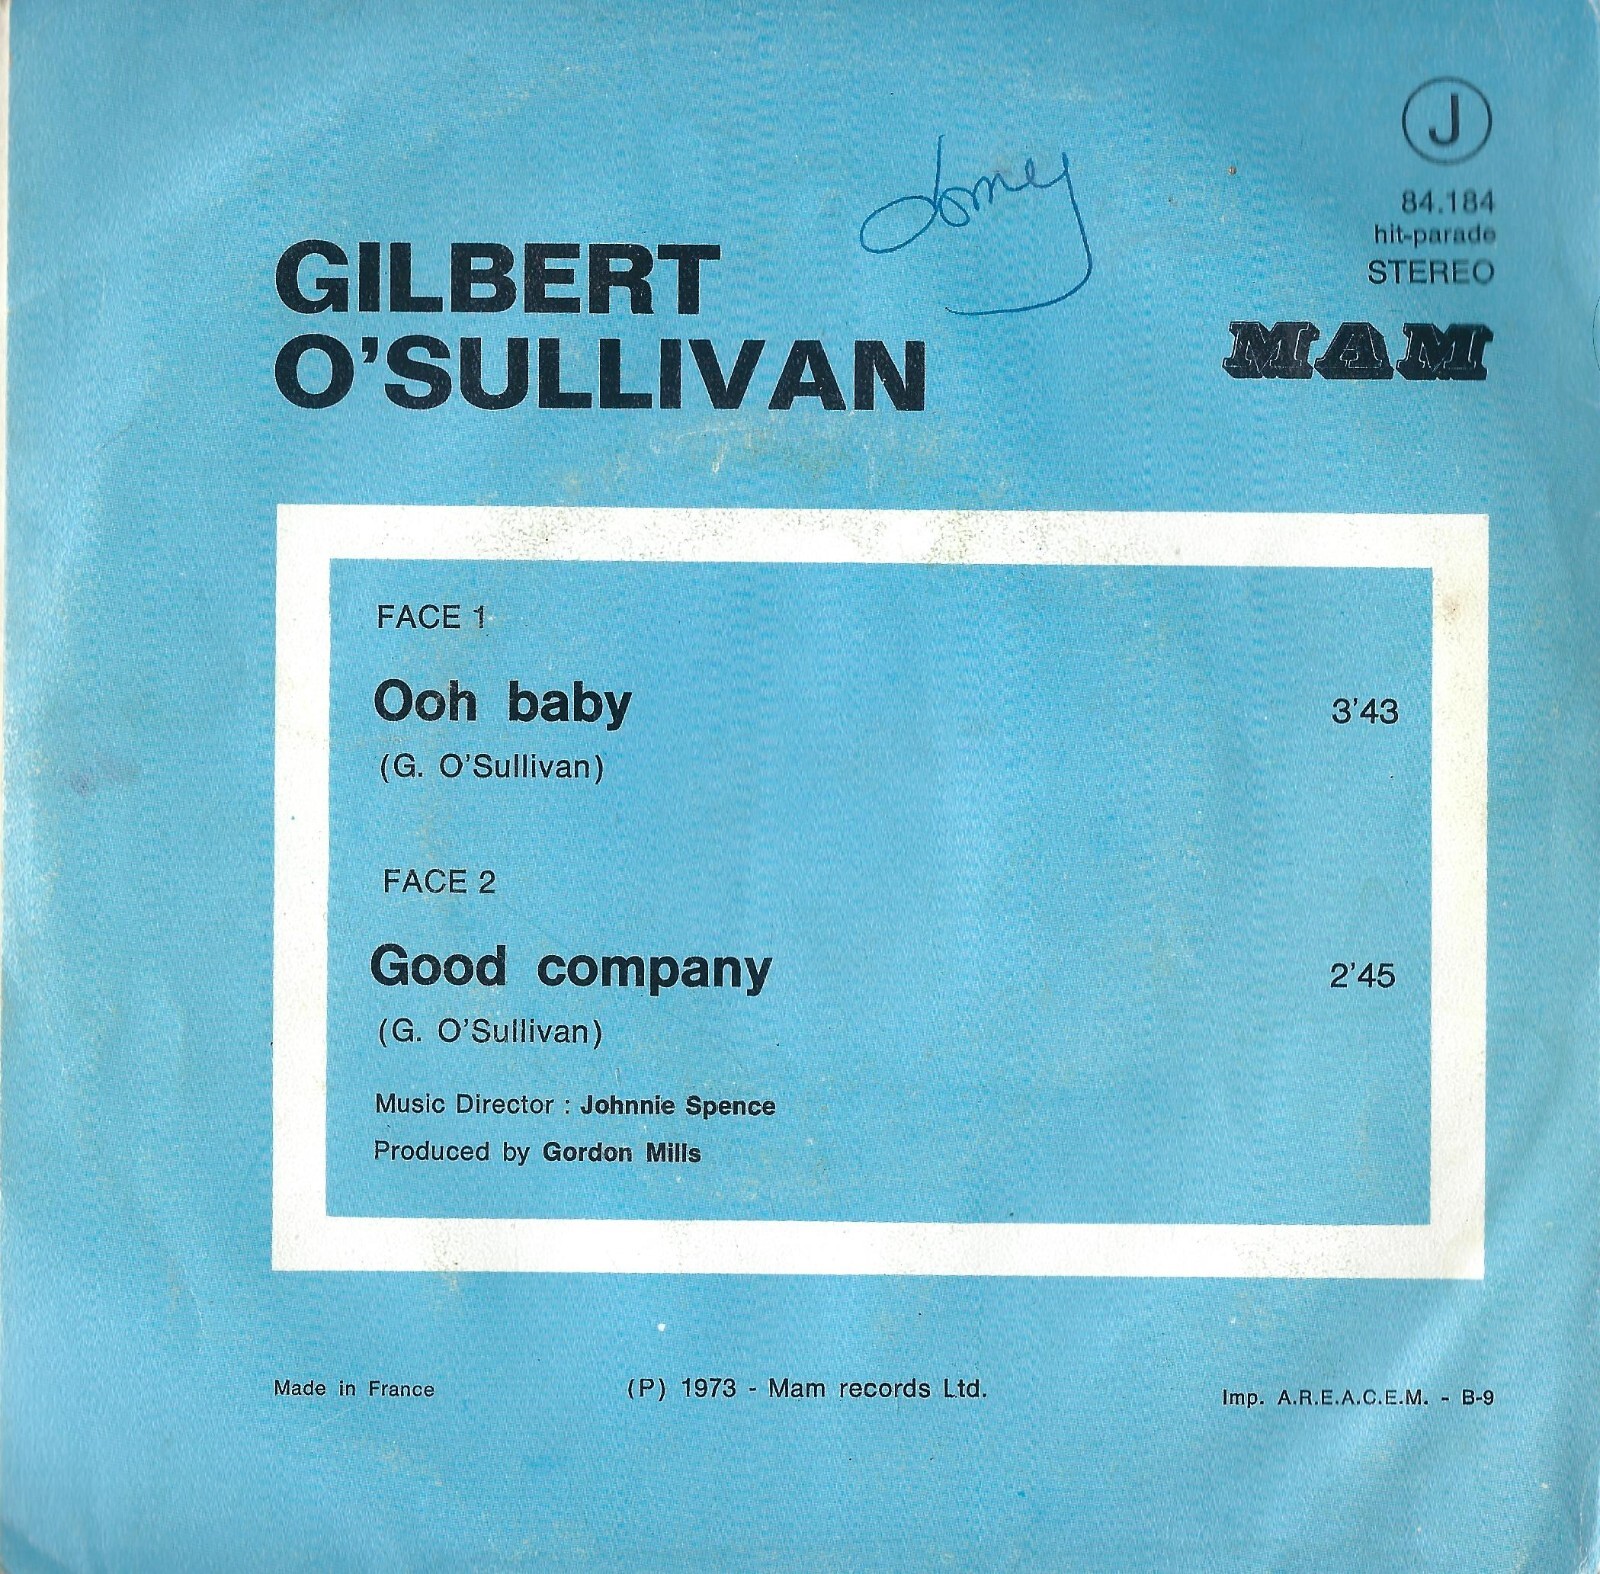 J
84.184
hit-parade
STEREO
MAM
GILBERT
O'SULLIVAN
FACE 1
Ooh baby 3'43
(G. O'Sullivan)
FACE 2
Good company 2'45
(G. O'Sullivan)
Music Director : Johnnie Spence
Produced by Gordon Mills
Made in France (P) 1973 - Mam records Ltd. Imp. A.R.E.A.C.E.M. - B-9